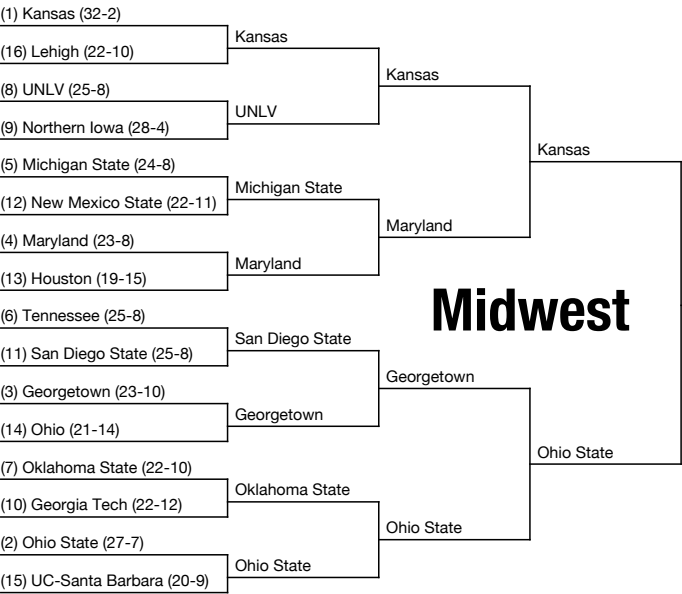 (1) Kansas (32-2)
(16) Lehigh (22-10)
(8) UNLV (25-8)
(9) Northern Iowa (28-4)
(5) Michigan State (24-8)
(12) New Mexico State (22-11)
(4) Maryland (23-8)
(13) Houston (19-15)
(6) Tennessee (25-8)
(11) San Diego State (25-8)
(3) Georgetown (23-10)
(14) Ohio (21-14)
(7) Oklahoma State (22-10)
(10) Georgia Tech (22-12)
(2) Ohio State (27-7)
(15) UC-Santa Barbara (20-9)
Kansas
UNLV
Michigan State
Maryland
San Diego State
Georgetown
Oklahoma State
Ohio State
Kansas
Maryland
Georgetown
Ohio State
Kansas
Ohio State
Midwest